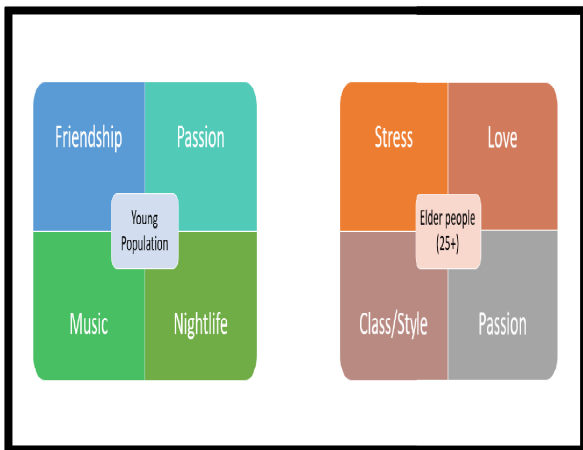 Friendship
Passion
Young
Population
Music
Nightlife
Stress
Love
Elder people
(25+)
Class/Style
Passion